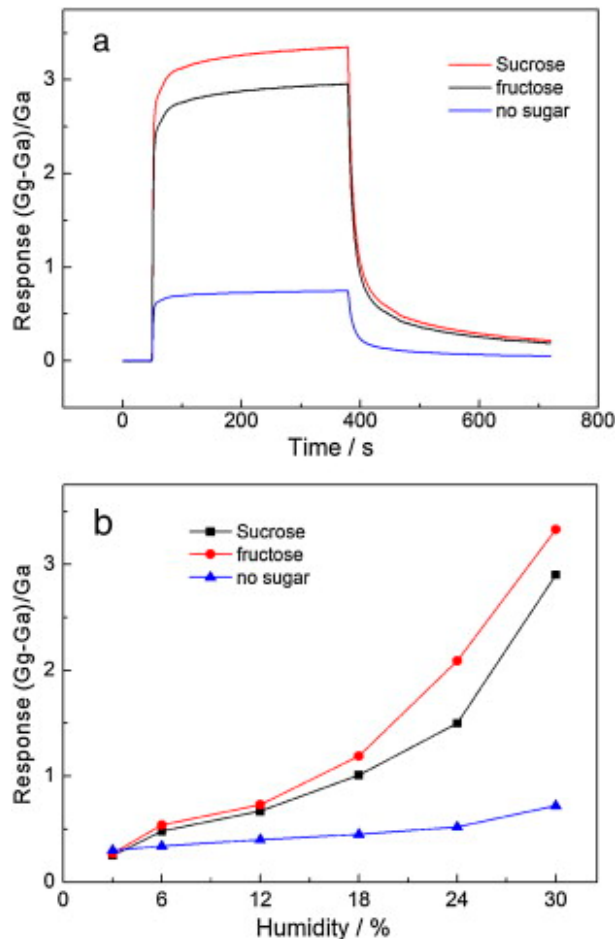 a
Sucrose
fructose
no sugar
Response (Gg-Ga)/Ga
3
2
1
0
0 200 400 600 800
Time / s
b
Sucrose
fructose
no sugar
Response (Gg-Ga)/Ga
3
2
1
0
0 6 12 18 24 30
Humidity / %